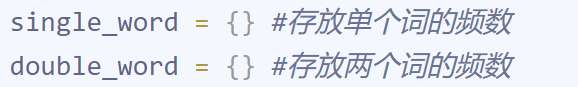 single_word = {} #存放单个词的频数
double_word = {} #存放两个词的频数